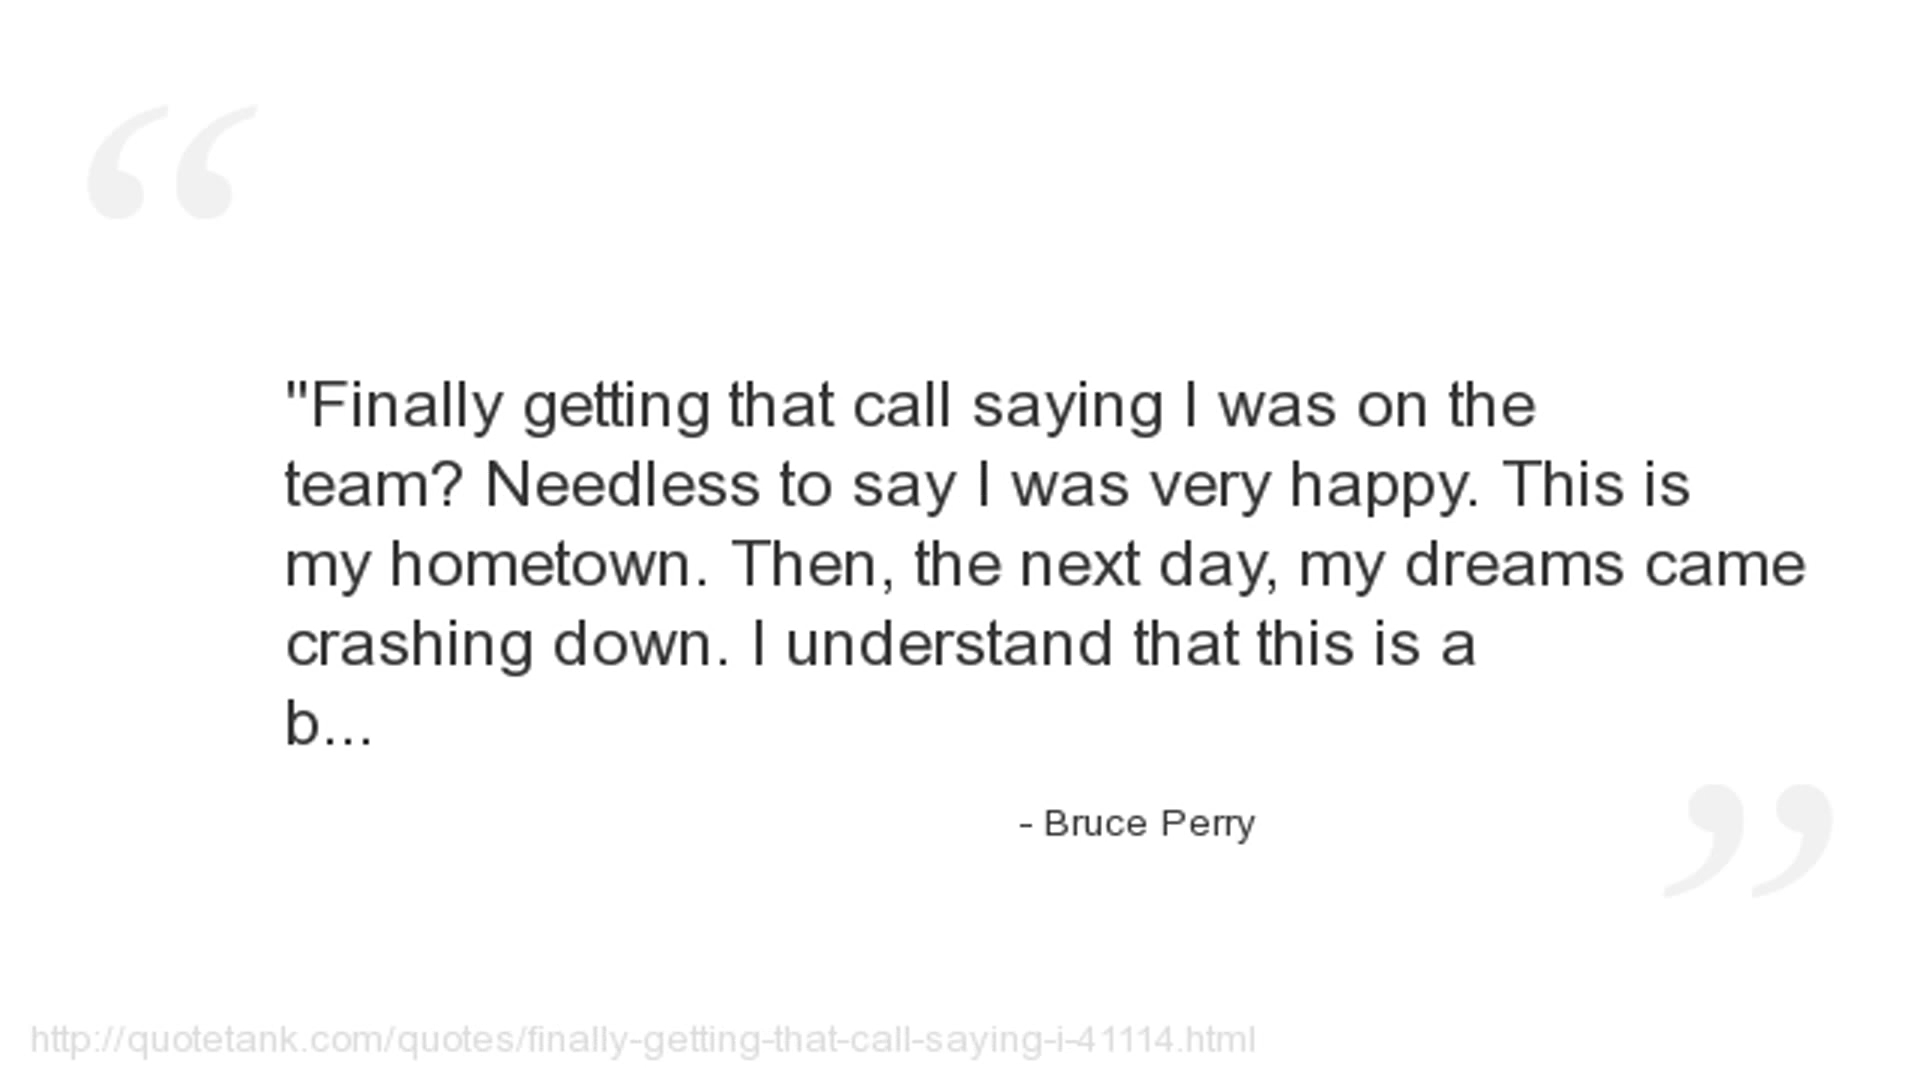 "Finally getting that call saying I was on the
team? Needless to say I was very happy. This is
my hometown. Then, the next day, my dreams came
crashing down. I understand that this is a
b...
- Bruce Perry
http://quotetank.com/quotes/finally-getting-that-call-saying-i-41114.html